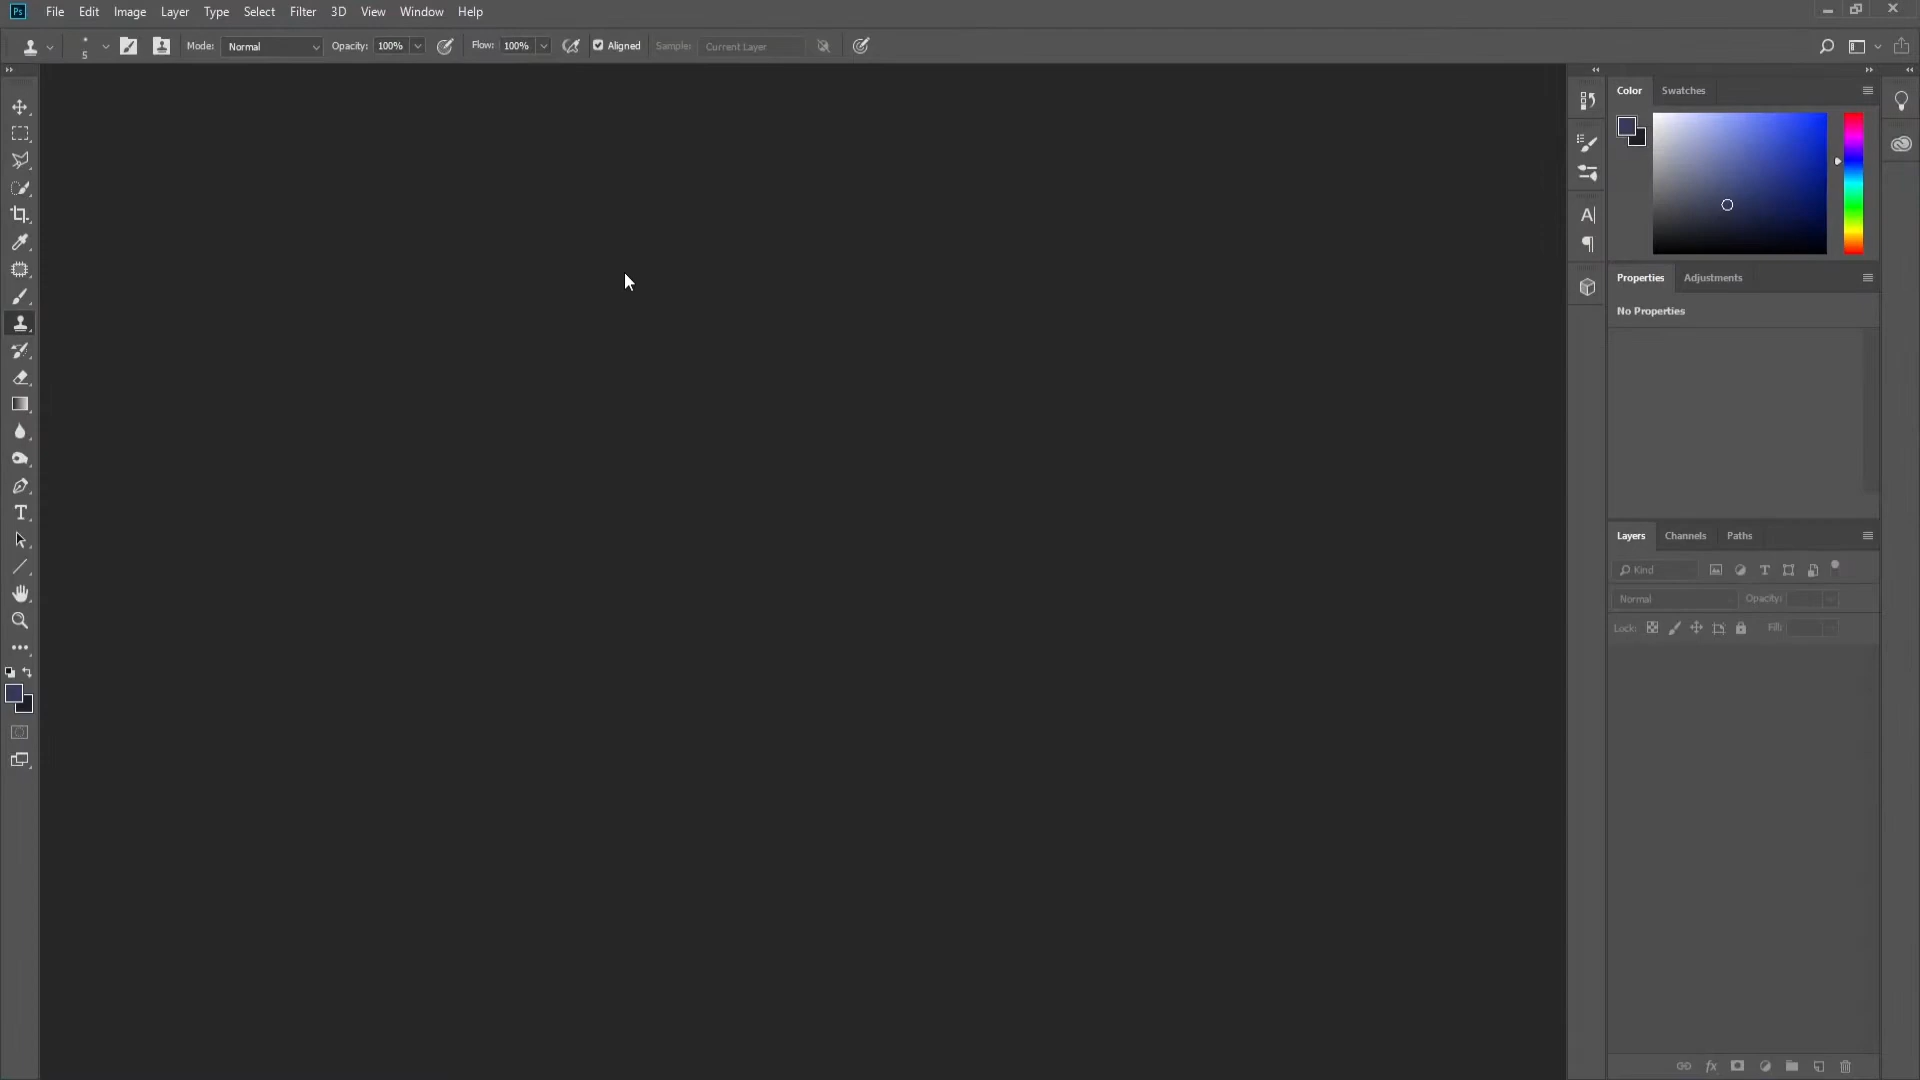 Ps File Edit Image Layer Type Select Filter 3D View Window Help
5 Mode: Normal Opacity: 100% Flow: 100% Aligned Sample: Current Layer
Color Swatches
Properties Adjustments
No Properties
Layers Channels Paths
Kind
Normal Opacity:
Lock: Fill: